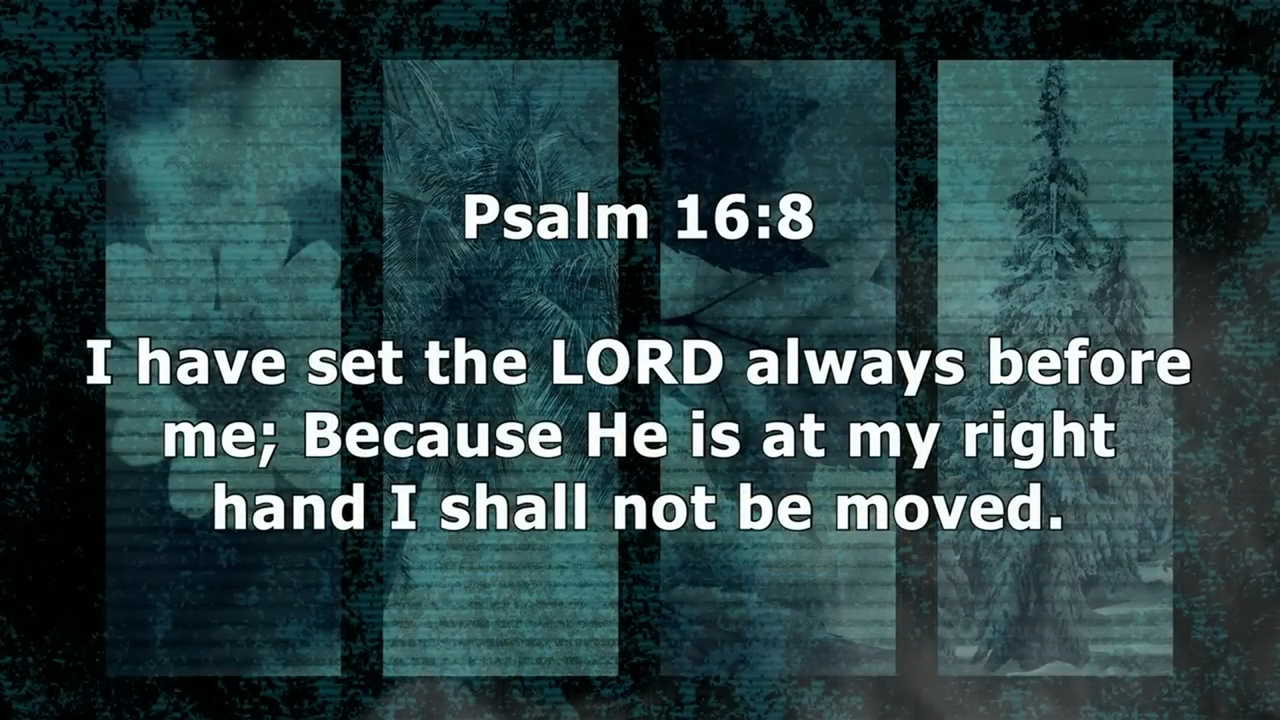 Psalm 16:8
I have set the LORD always before
me; Because He is at my right
hand I shall not be moved.